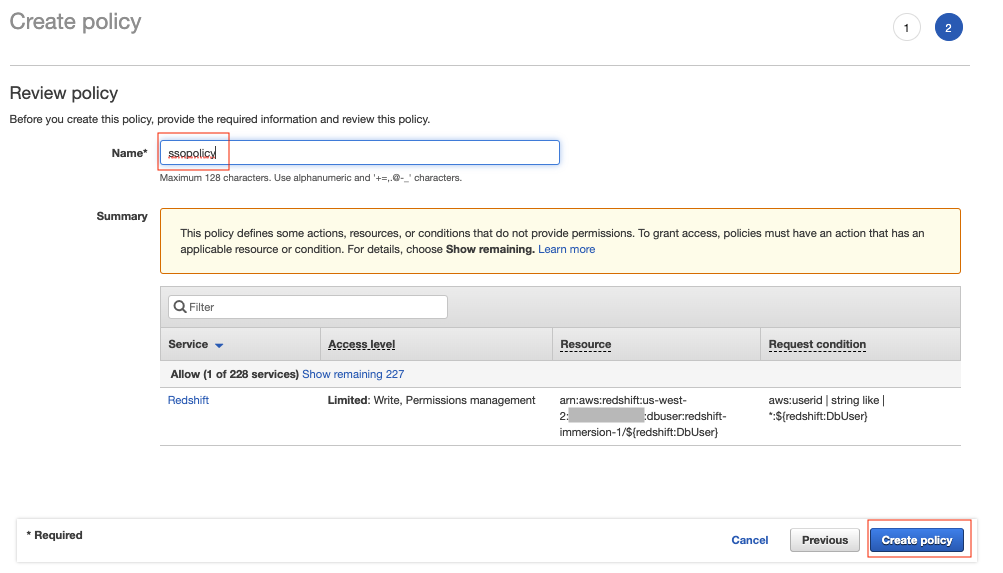 Create policy
1
2
Review policy
Before you create this policy, provide the required information and review this policy.
Name*
ssopolicy
Maximum 128 characters. Use alphanumeric and '+=,.@-_' characters.
Summary
This policy defines some actions, resources, or conditions that do not provide permissions. To grant access, policies must have an action that has an
applicable resource or condition. For details, choose Show remaining. Learn more
Filter
Service Access level Resource Request condition
Allow (1 of 228 services) Show remaining 227
Redshift Limited: Write, Permissions management arn:aws:redshift:us-west- aws:userid | string like |
2: :dbuser:redshift- *:${redshift:DbUser}
immersion-1/${redshift:DbUser}
* Required Cancel Previous Create policy